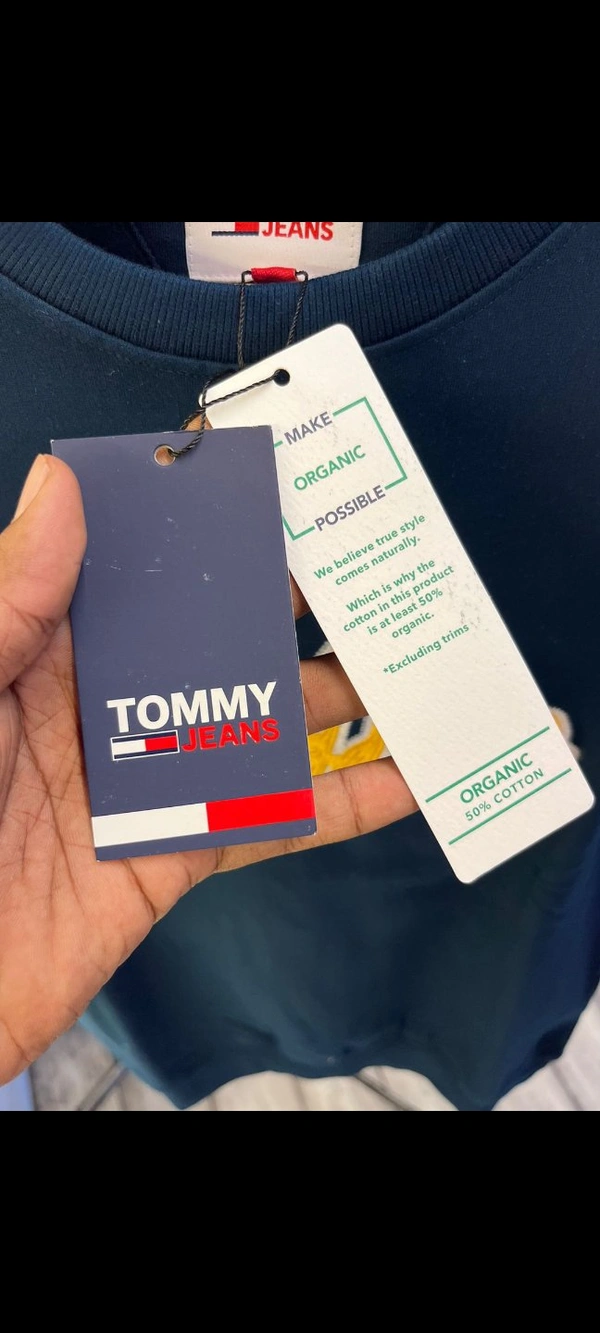 JEANS
MAKE
ORGANIC
POSSIBLE
We believe true style
comes naturally.
Which is why the
cotton in this product
is at least 50%
organic.
*Excluding trims
ORGANIC
50% COTTON
TOMMY
JEANS